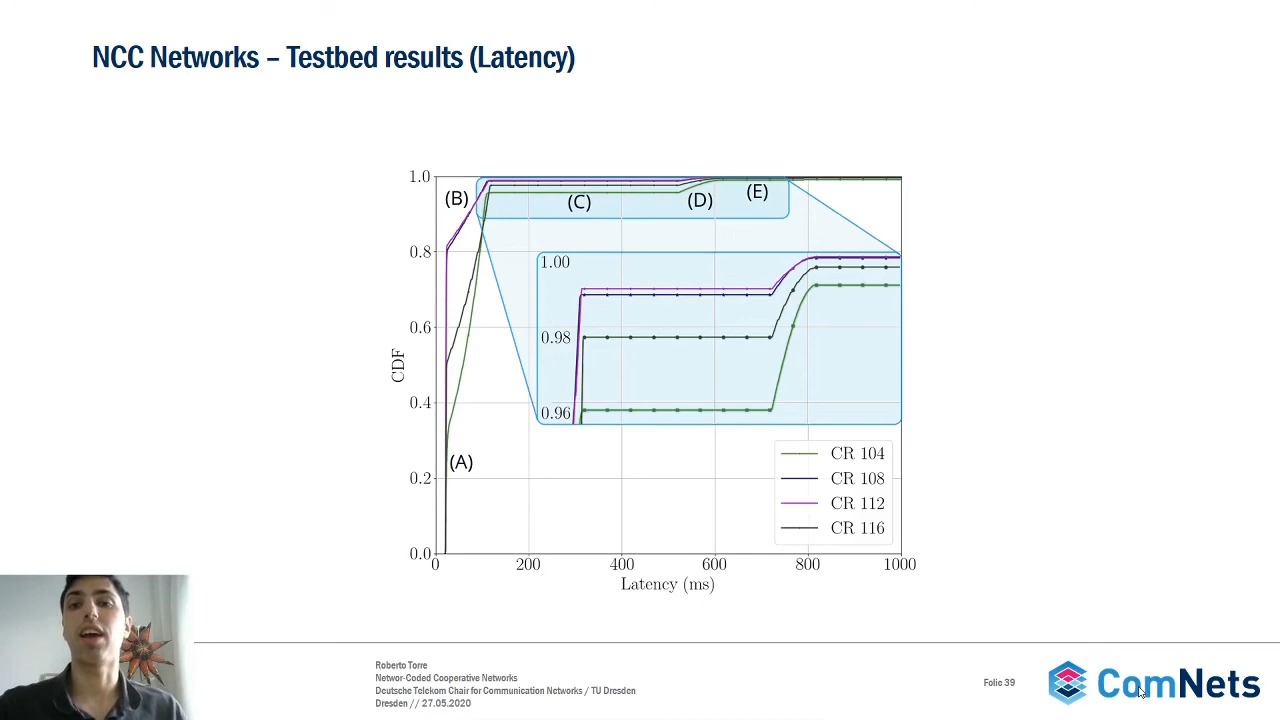 NCC Networks – Testbed results (Latency)
1.0
0.8
0.6
0.4
0.2
0.0
CDF
(A)
(B)
(C)
(D)
(E)
1.00
0.98
0.96
CR 104
CR 108
CR 112
CR 116
0
200
400
600
800
1000
Latency (ms)
Roberto Torre
Networ-Coded Cooperative Networks
Deutsche Telekom Chair for Communication Networks / TU Dresden
Dresden // 27.05.2020
Folie 39
ComNets